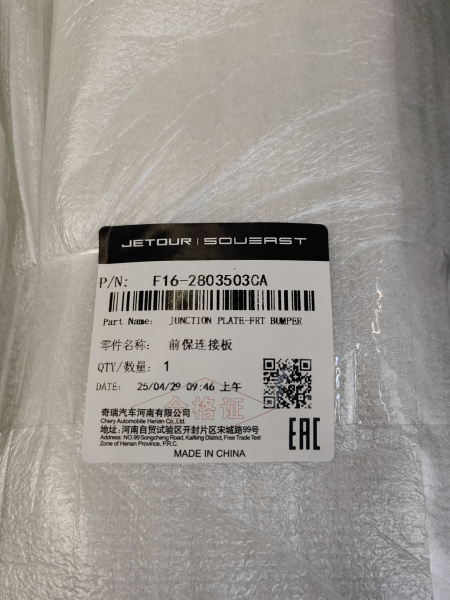 JETOUR | SOUEAST
P/N: F16-2803503CA
Part Name: JUNCTION PLATE-FRT BUMPER
零件名称: 前保连接板
QTY/数量: 1
DATE: 25/04/29 09:46 上午
合格证
奇瑞汽车河南有限公司
Chery Automobile Henan Co., Ltd.
地址:河南自贸试验区开封片区宋城路99号
Address: NO.99 Songcheng Road, Kaifeng District, Free Trade Test
Zone of Henan Province, P.R.C.
EAC
MADE IN CHINA